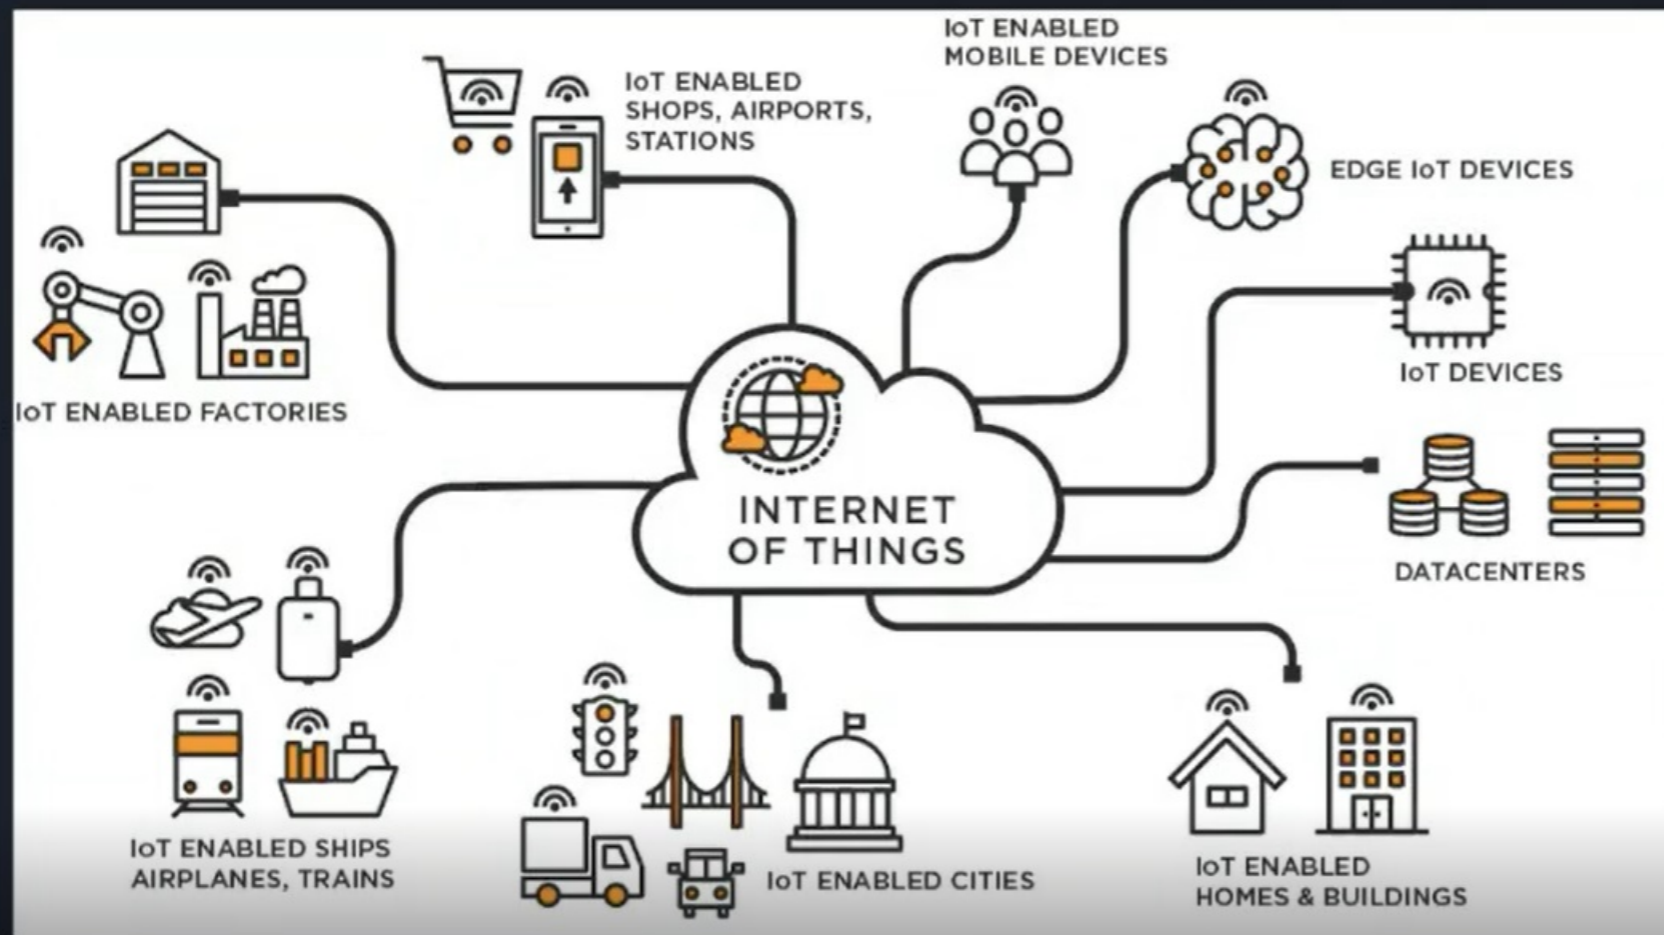 IoT ENABLED
MOBILE DEVICES
IoT ENABLED
SHOPS, AIRPORTS,
STATIONS
EDGE IoT DEVICES
IoT DEVICES
IoT ENABLED FACTORIES
INTERNET
OF THINGS
DATACENTERS
IoT ENABLED SHIPS
AIRPLANES, TRAINS
IoT ENABLED CITIES
IoT ENABLED
HOMES & BUILDINGS